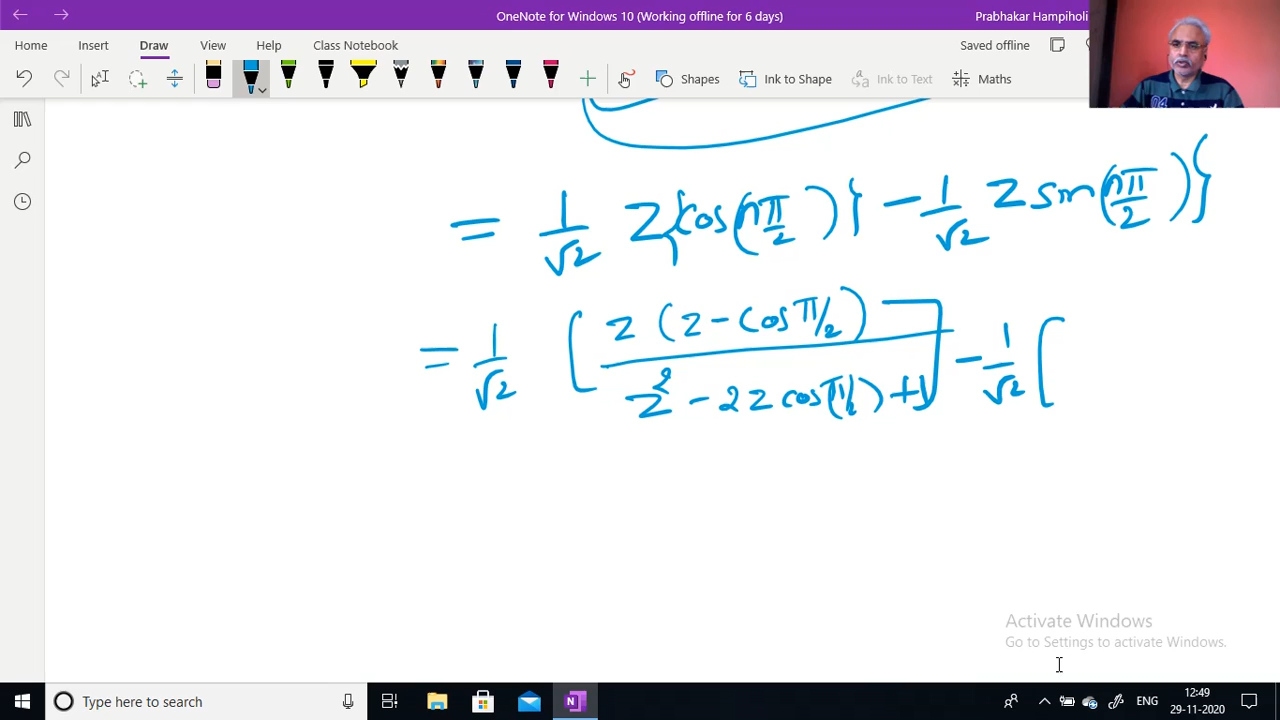 OneNote for Windows 10 (Working offline for 6 days)
Prabhakar Hampiholi
Home Insert Draw View Help Class Notebook Saved offline
Shapes Ink to Shape Ink to Text Maths
= 1/√2 Z{cos(nπ/2)} - 1/√2 Z sin(nπ/2)}
= 1/√2 [z(z - cos π/2) / z² - 2z cos(π/2) + 1] - 1/√2 [
Activate Windows
Go to Settings to activate Windows.
Type here to search
ENG
12:49
29-11-2020